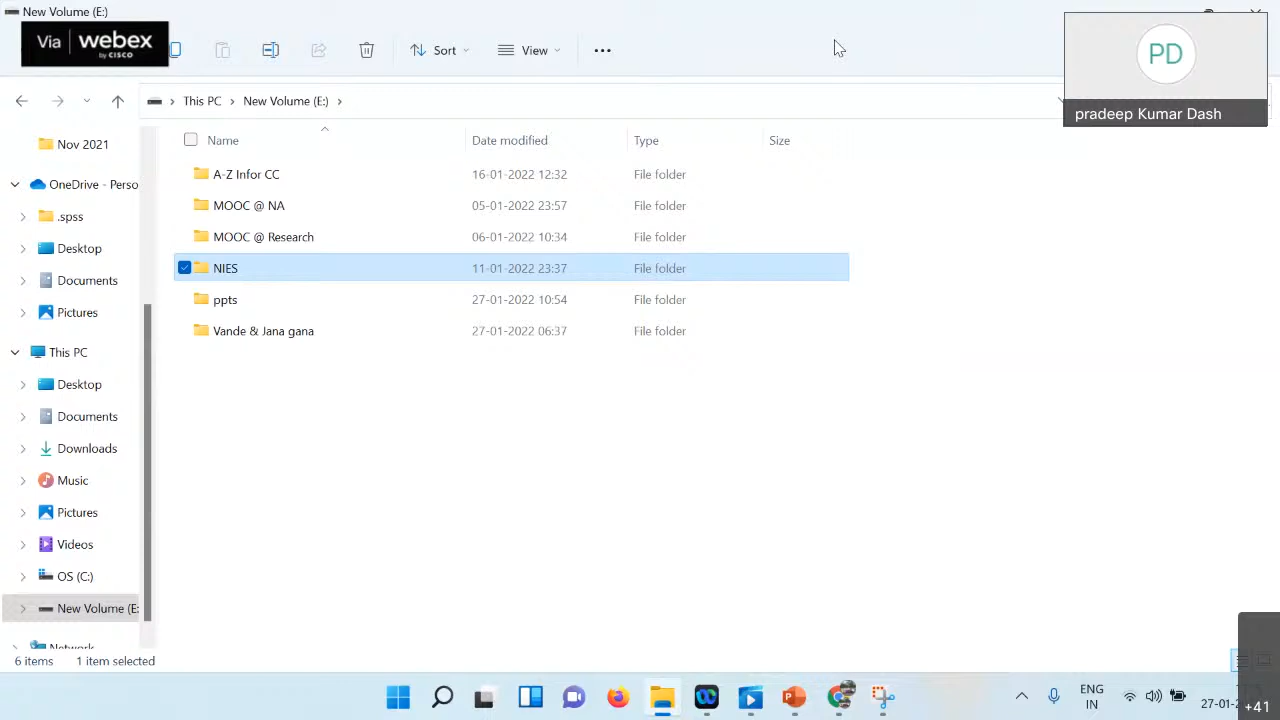 New Volume (E:)
Via webex
by CISCO
Sort
PD
pradeep Kumar Dash
This PC
New Volume (E:)
Name
Date modified
Type
Size
Nov 2021
OneDrive - Perso
.spss
Desktop
Documents
Pictures
This PC
Desktop
Documents
Downloads
Music
Pictures
Videos
OS (C:)
New Volume (E:
Network
A-Z Infor CC 16-01-2022 12:32 File folder
MOOC @ NA 05-01-2022 23:57 File folder
MOOC @ Research 06-01-2022 10:34 File folder
NIES 11-01-2022 23:37 File folder
ppts 27-01-2022 10:54 File folder
Vande & Jana gana 27-01-2022 06:37 File folder
6 items 1 item selected
ENG
IN
27-01-2
+41